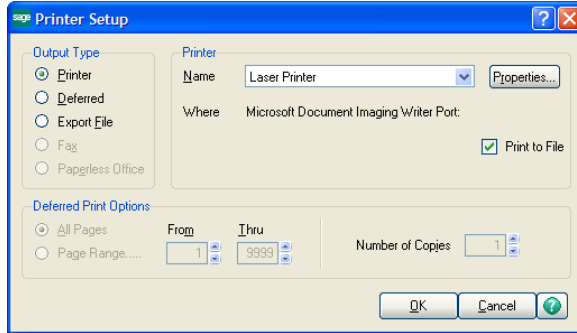 sage Printer Setup
Output Type
Printer
Deferred
Export File
Fax
Paperless Office
Printer
Name Laser Printer Properties...
Where Microsoft Document Imaging Writer Port:
Print to File
Deferred Print Options
All Pages
Page Range.....
From Thru
1 9999
Number of Copies 1
OK Cancel ?